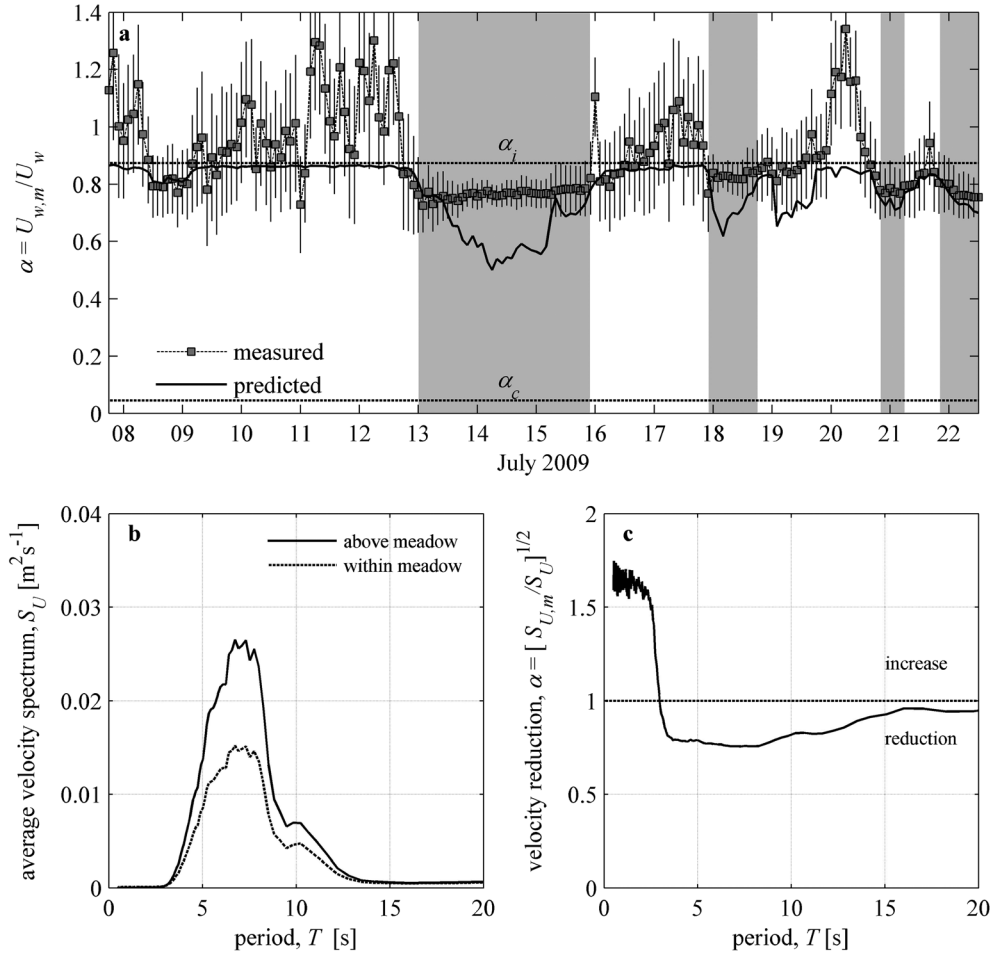 a
α = U_{w,m}/U_w
1.4
1.2
1
0.8
0.6
0.4
0.2
0
α_i
α_c
measured
predicted
08 09 10 11 12 13 14 15 16 17 18 19 20 21 22
July 2009
b
average velocity spectrum, S_U [m²s⁻¹]
0.04
0.03
0.02
0.01
0
above meadow
within meadow
0 5 10 15 20
period, T [s]
c
velocity reduction, α = [ S_{U,m}/S_U]^{1/2}
2
1.5
1
0.5
0
increase
reduction
0 5 10 15 20
period, T [s]